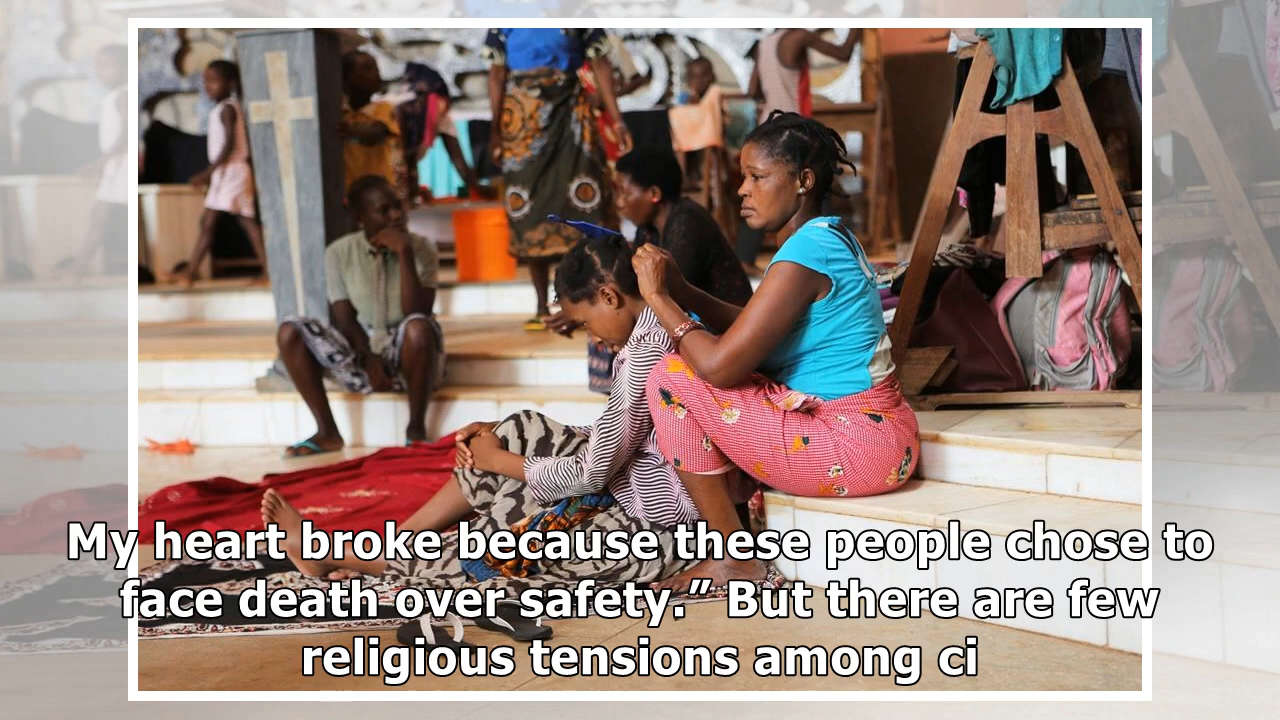 My heart broke because these people chose to
face death over safety.” But there are few
religious tensions among ci